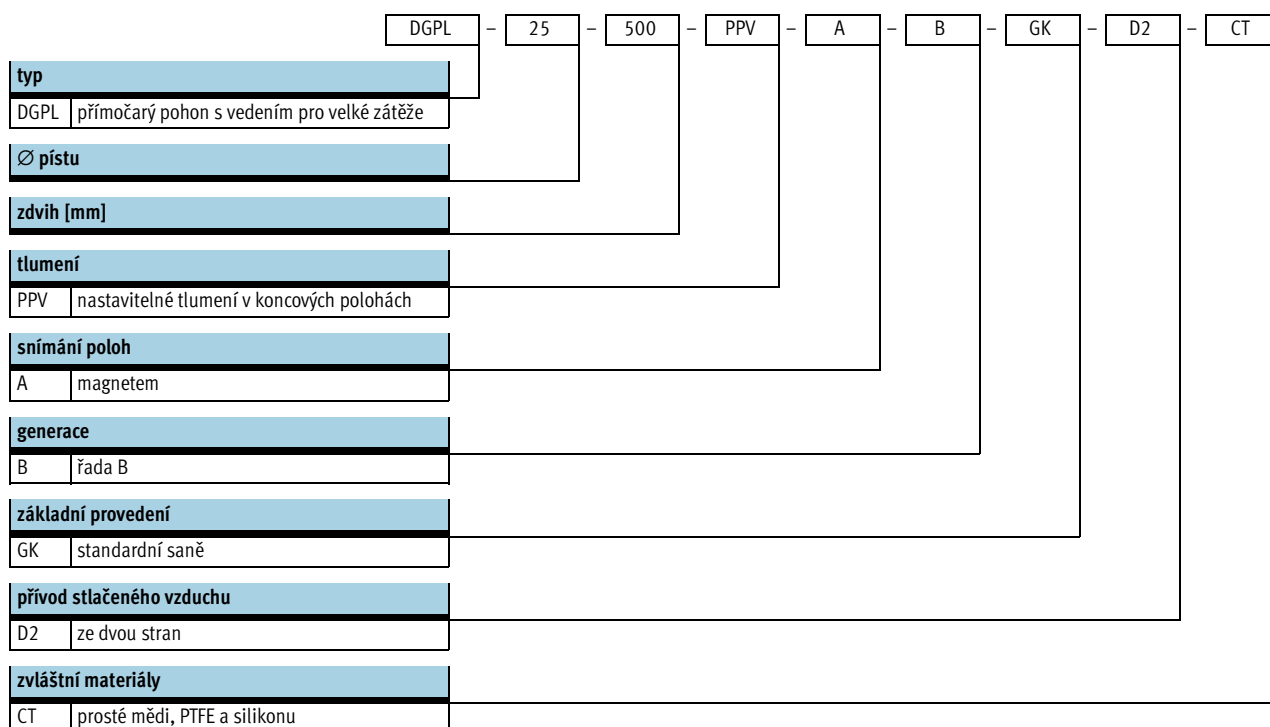 DGPL – 25 – 500 – PPV – A – B – GK – D2 – CT
typ
DGPL přímočarý pohon s vedením pro velké zátěže
∅ pístu
zdvih [mm]
tlumení
PPV nastavitelné tlumení v koncových polohách
snímání poloh
A magnetem
generace
B řada B
základní provedení
GK standardní saně
přívod stlačeného vzduchu
D2 ze dvou stran
zvláštní materiály
CT prosté mědi, PTFE a silikonu